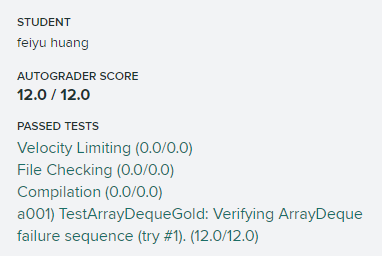 STUDENT
feiyu huang
AUTOGRADER SCORE
12.0 / 12.0
PASSED TESTS
Velocity Limiting (0.0/0.0)
File Checking (0.0/0.0)
Compilation (0.0/0.0)
a001) TestArrayDequeGold: Verifying ArrayDeque
failure sequence (try #1). (12.0/12.0)